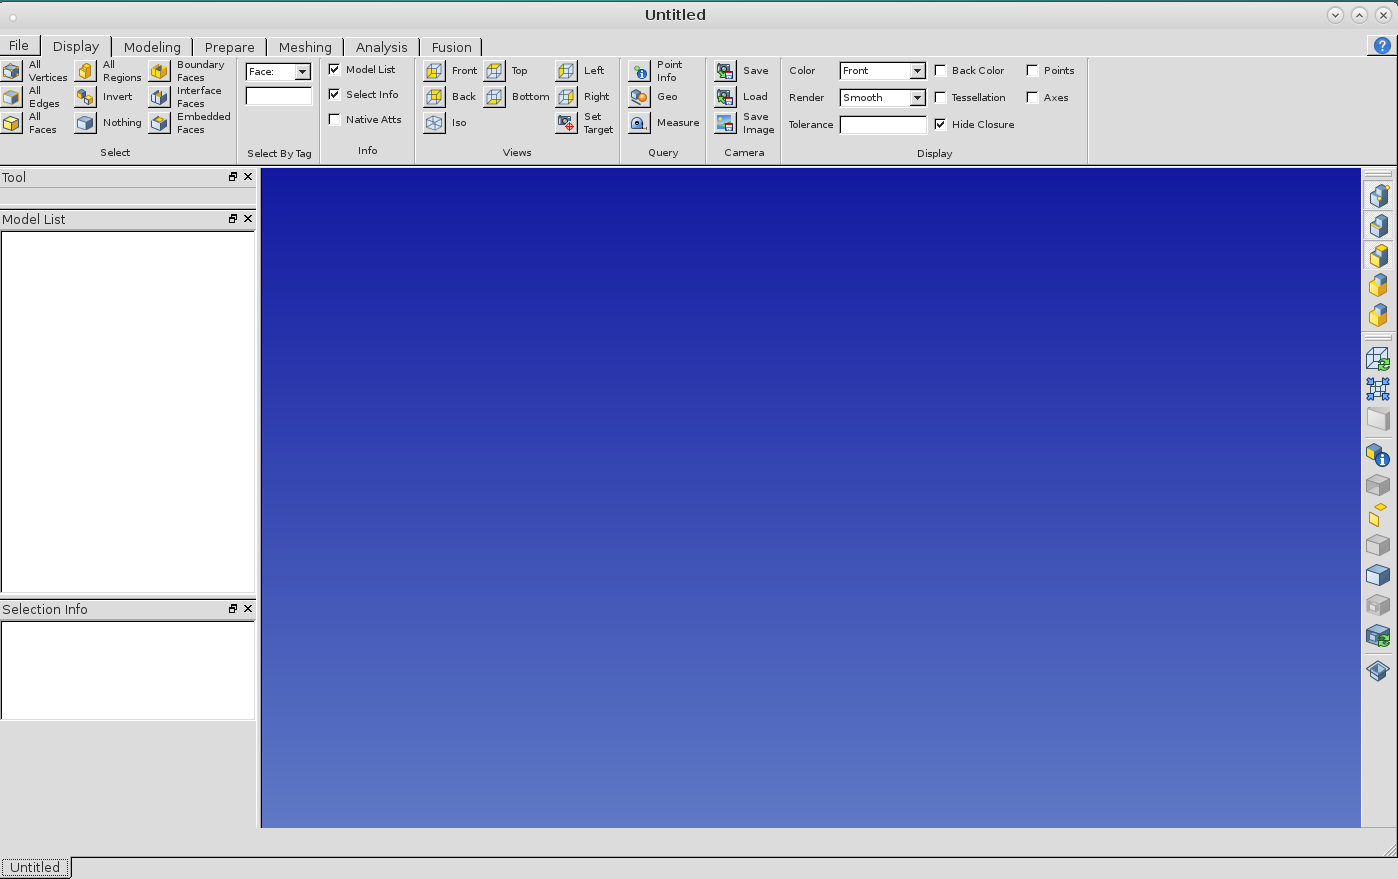 Untitled
File Display Modeling Prepare Meshing Analysis Fusion
All Vertices
All Edges
All Faces
All Regions
Invert
Nothing
Boundary Faces
Interface Faces
Embedded Faces
Select
Face:
Select By Tag
Model List
Select Info
Native Atts
Info
Front
Back
Iso
Top
Bottom
Left
Right
Set Target
Views
Point Info
Geo
Measure
Query
Save
Load
Save Image
Camera
Color Front
Render Smooth
Tolerance
Back Color
Tessellation
Hide Closure
Points
Axes
Display
Tool
Model List
Selection Info
Untitled